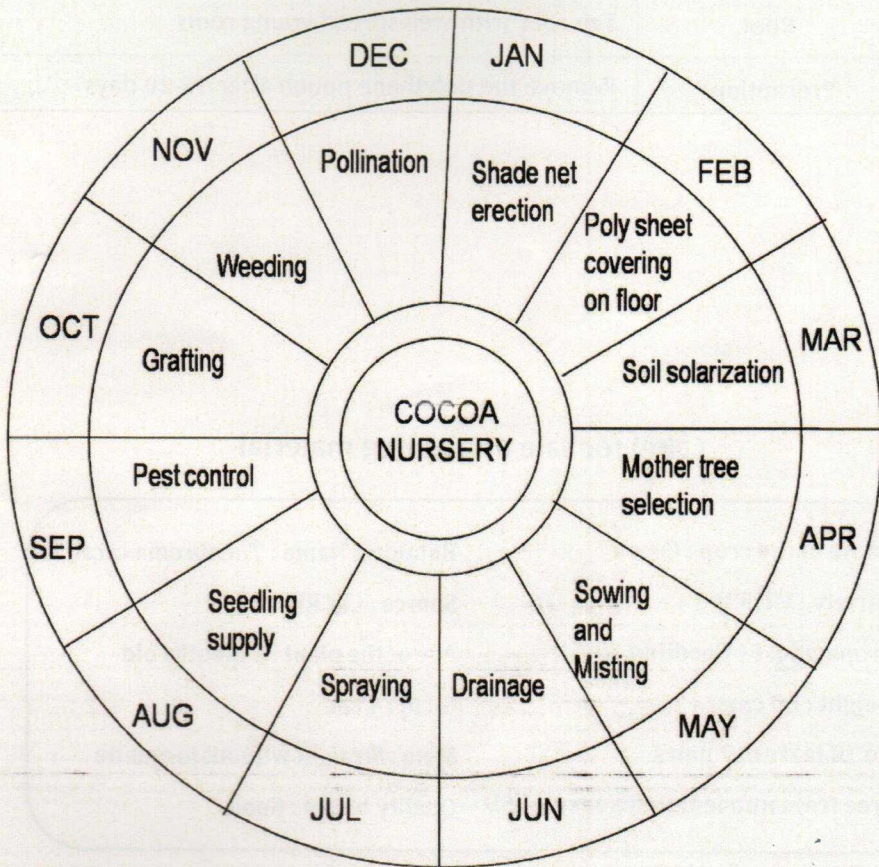 DEC
JAN
NOV
FEB
OCT
MAR
SEP
APR
AUG
MAY
JUL
JUN
Pollination
Shade net
erection
Poly sheet
covering
on floor
Soil solarization
Mother tree
selection
Sowing
and
Misting
Drainage
Spraying
Seedling
supply
Pest control
Grafting
Weeding
COCOA
NURSERY